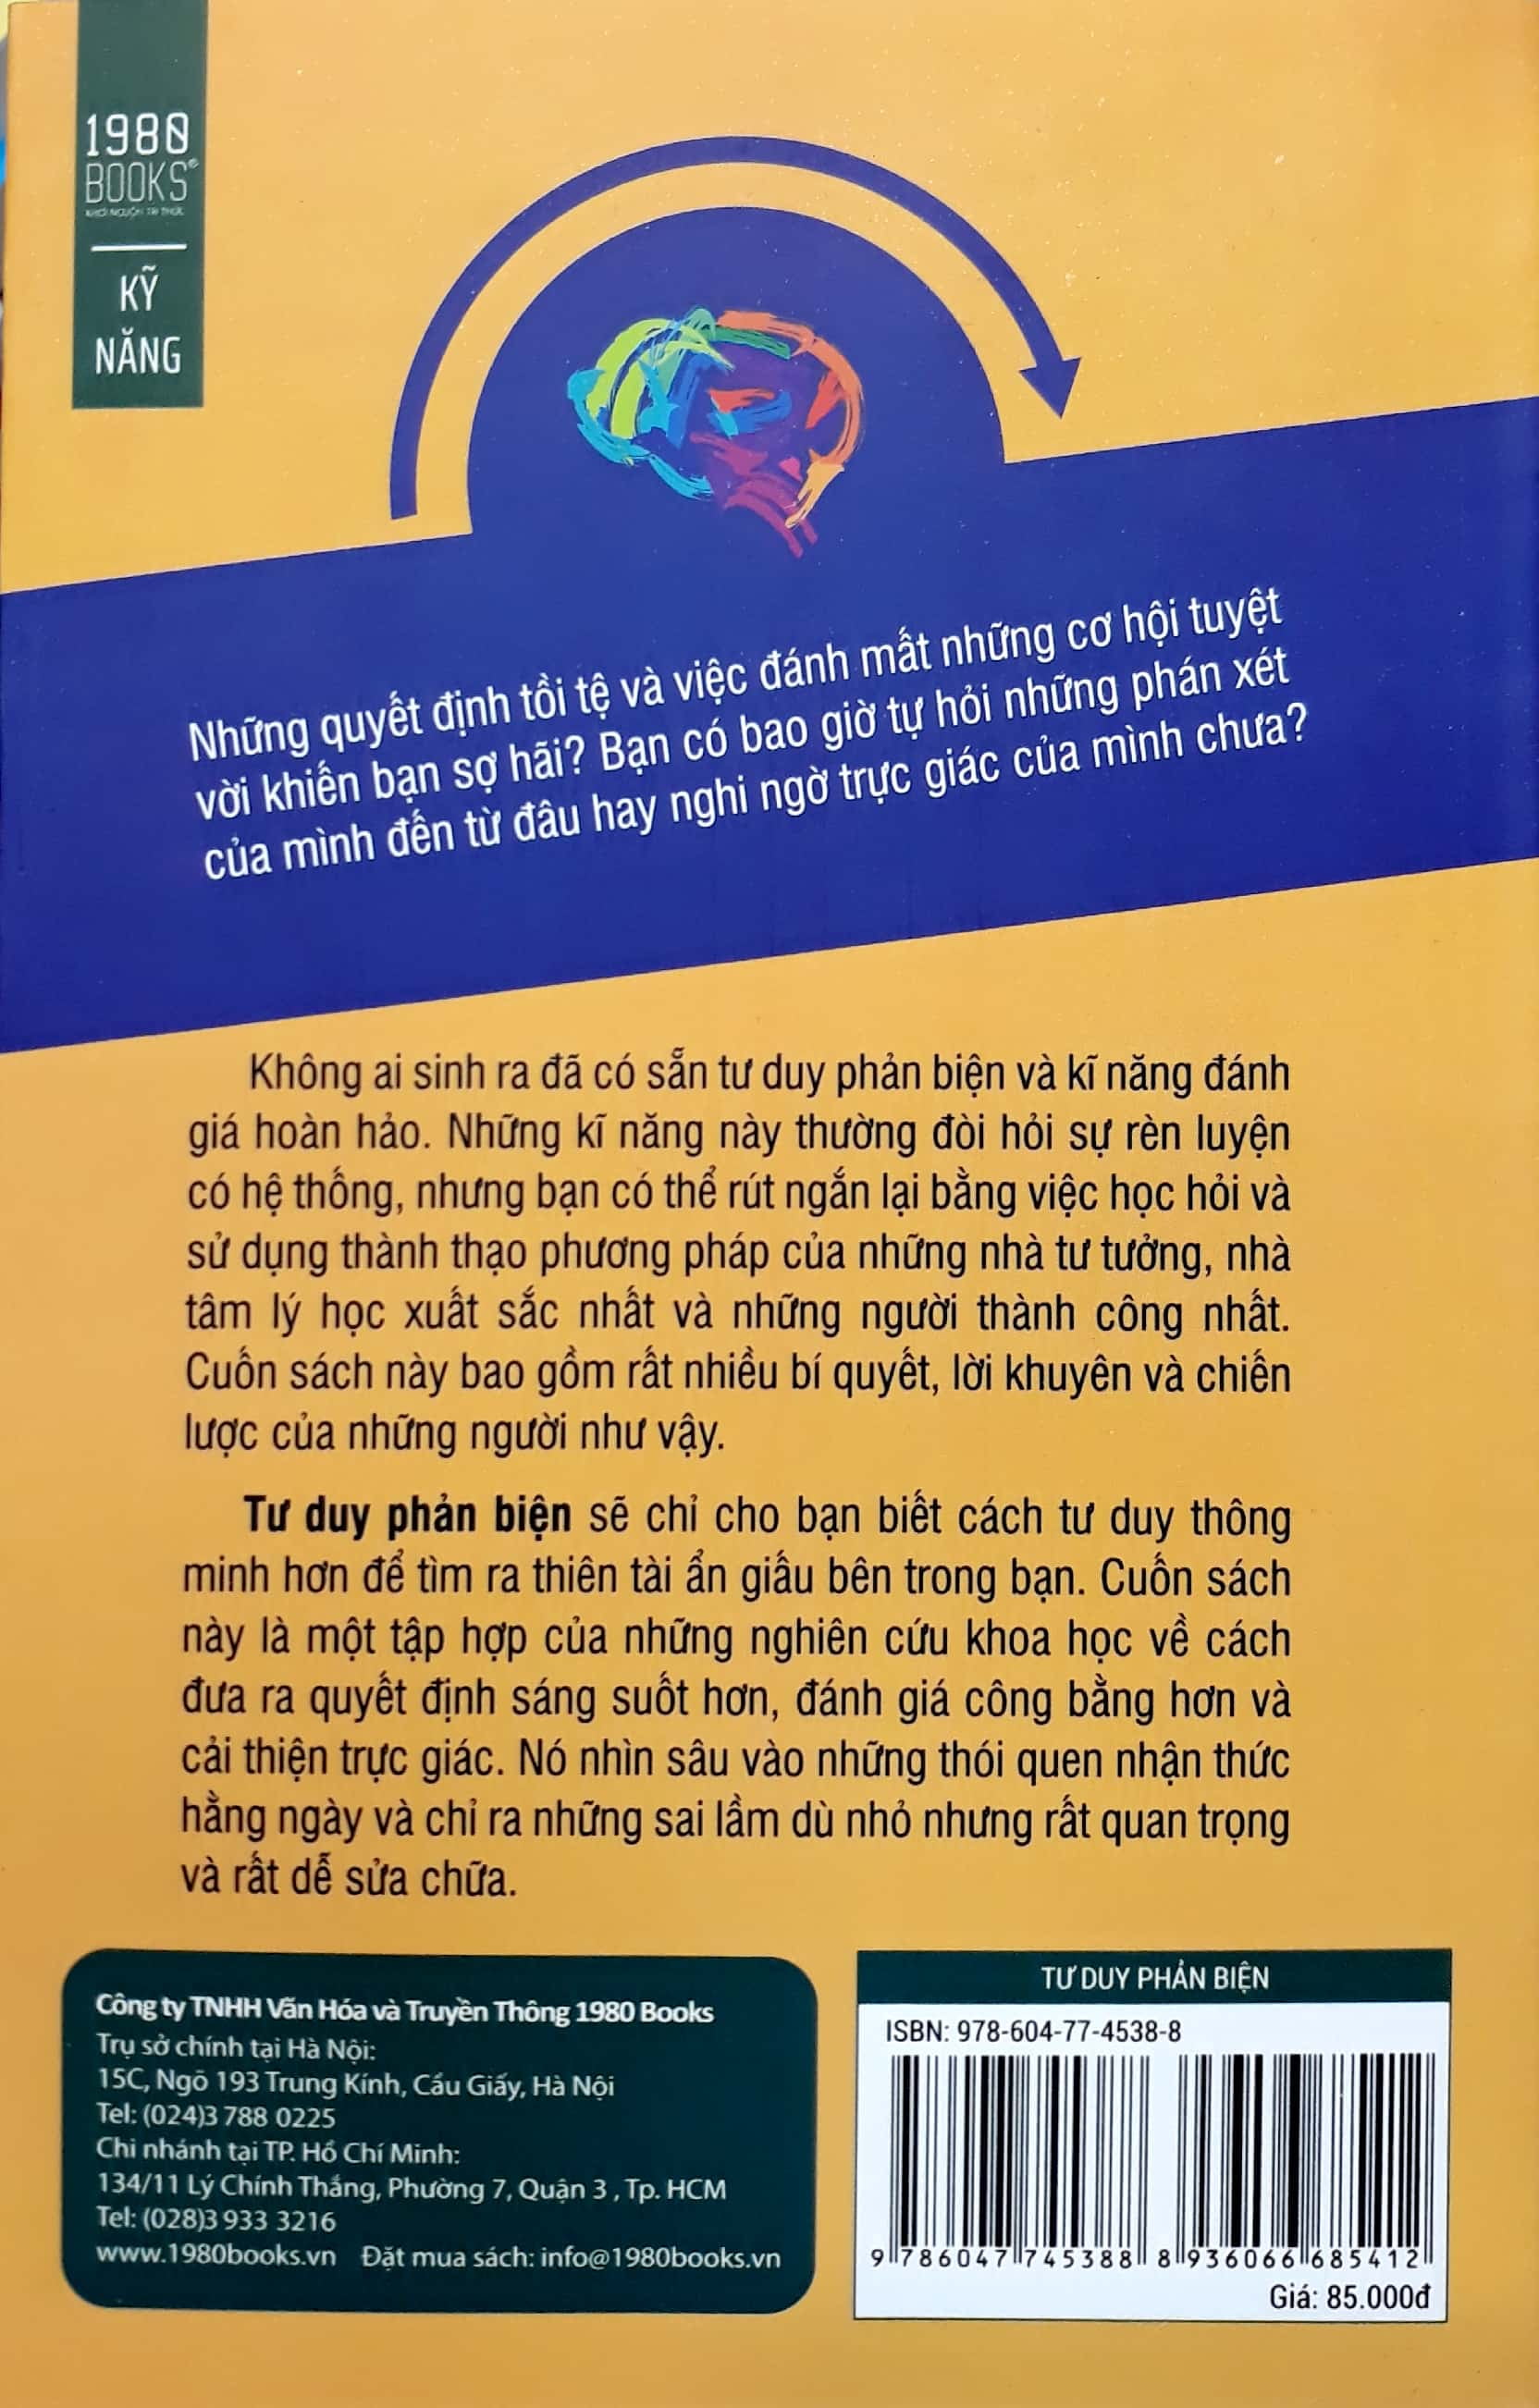 1980
BOOKS
KHƠI NGUỒN TRI THỨC
KỸ
NĂNG
Những quyết định tồi tệ và việc đánh mất những cơ hội tuyệt
vời khiến bạn sợ hãi? Bạn có bao giờ tự hỏi những phán xét
của mình đến từ đâu hay nghi ngờ trực giác của mình chưa?
Không ai sinh ra đã có sẵn tư duy phản biện và kĩ năng đánh
giá hoàn hảo. Những kĩ năng này thường đòi hỏi sự rèn luyện
có hệ thống, nhưng bạn có thể rút ngắn lại bằng việc học hỏi và
sử dụng thành thạo phương pháp của những nhà tư tưởng, nhà
tâm lý học xuất sắc nhất và những người thành công nhất.
Cuốn sách này bao gồm rất nhiều bí quyết, lời khuyên và chiến
lược của những người như vậy.
Tư duy phản biện sẽ chỉ cho bạn biết cách tư duy thông
minh hơn để tìm ra thiên tài ẩn giấu bên trong bạn. Cuốn sách
này là một tập hợp của những nghiên cứu khoa học về cách
đưa ra quyết định sáng suốt hơn, đánh giá công bằng hơn và
cải thiện trực giác. Nó nhìn sâu vào những thói quen nhận thức
hằng ngày và chỉ ra những sai lầm dù nhỏ nhưng rất quan trọng
và rất dễ sửa chữa.
Công ty TNHH Văn Hóa và Truyền Thông 1980 Books
Trụ sở chính tại Hà Nội:
15C, Ngõ 193 Trung Kính, Cầu Giấy, Hà Nội
Tel: (024)3 788 0225
Chi nhánh tại TP. Hồ Chí Minh:
134/11 Lý Chính Thắng, Phường 7, Quận 3 , Tp. HCM
Tel: (028)3 933 3216
www.1980books.vn Đặt mua sách: info@1980books.vn
TƯ DUY PHẢN BIỆN
ISBN: 978-604-77-4538-8
9 786047 745388 8 936066 685412
Giá: 85.000đ